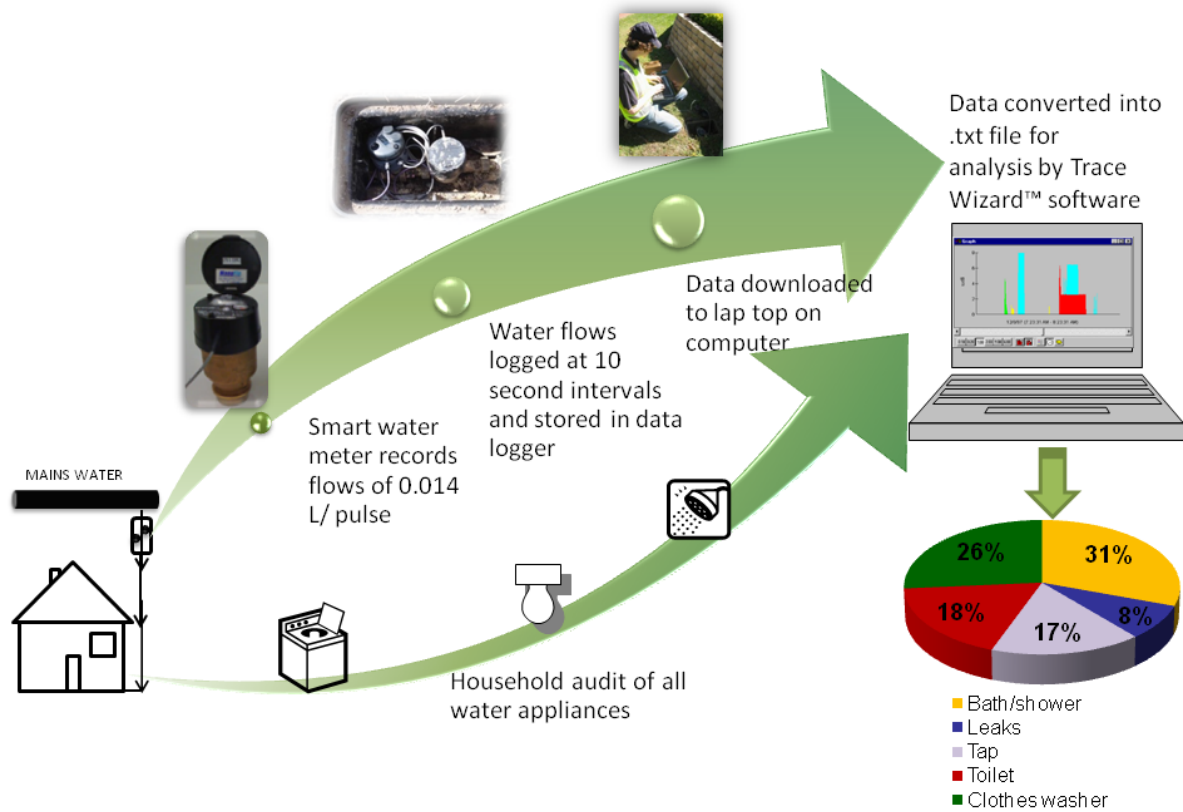 Data converted into
.txt file for
analysis by Trace
Wizard™ software
Graph
Data downloaded
to lap top on
computer
Water flows
logged at 10
second intervals
and stored in data
logger
Smart water
meter records
flows of 0.014
L/ pulse
MAINS WATER
Household audit of all
water appliances
26%
31%
18%
8%
17%
Bath/shower
Leaks
Tap
Toilet
Clothes washer